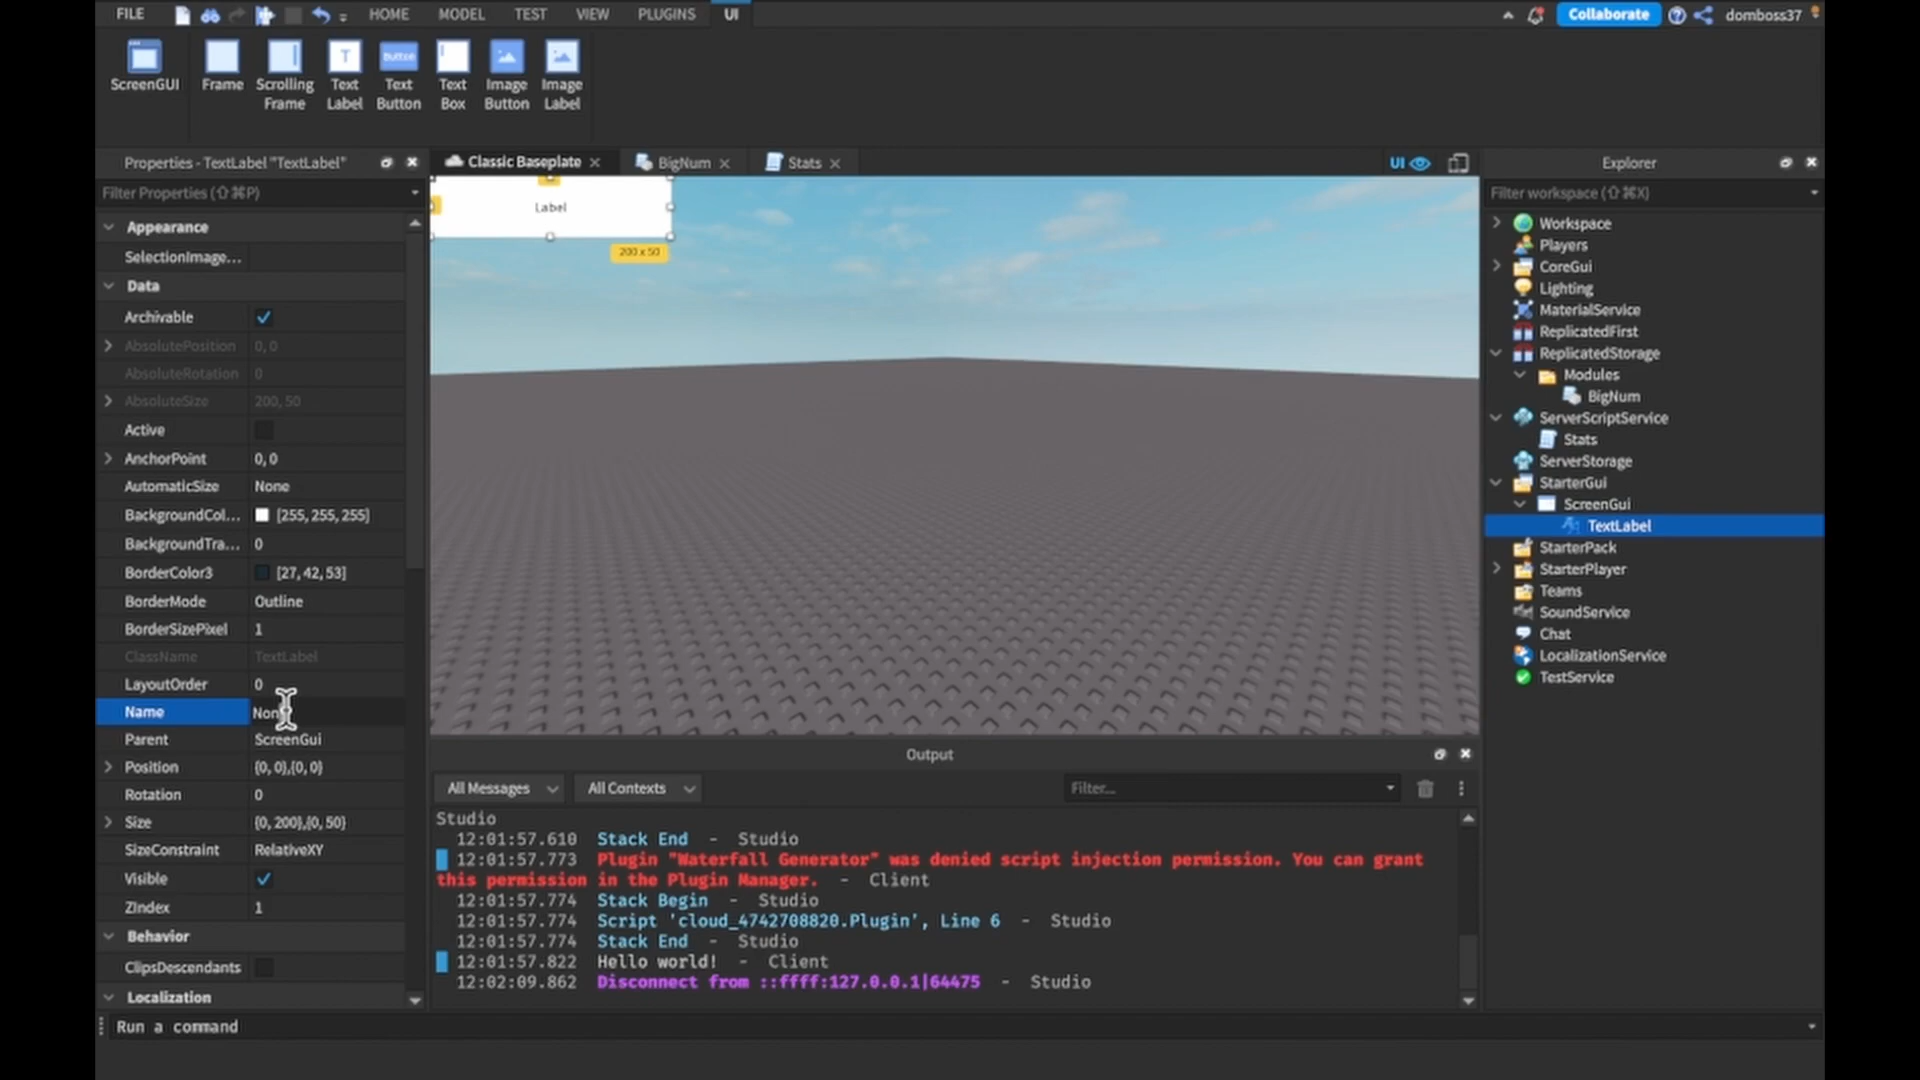 FILE HOME MODEL TEST VIEW PLUGINS UI Collaborate domboss37
ScreenGUI
Frame
Scrolling Frame
Text Label
Text Button
Button
Text Box
Image Button
Image Label
Properties - TextLabel "TextLabel"
Filter Properties (⇧⌘P)
Appearance
SelectionImage...
Data
Archivable
AbsolutePosition 0, 0
AbsoluteRotation 0
AbsoluteSize 200, 50
Active
AnchorPoint 0, 0
AutomaticSize None
BackgroundCol... [255, 255, 255]
BackgroundTra... 0
BorderColor3 [27, 42, 53]
BorderMode Outline
BorderSizePixel 1
ClassName TextLabel
LayoutOrder 0
Name
Parent ScreenGui
Position {0, 0},{0, 0}
Rotation 0
Size {0, 200},{0, 50}
SizeConstraint RelativeXY
Visible
ZIndex 1
Behavior
ClipsDescendants
Localization
Classic Baseplate BigNum Stats UI
Label
200 x 50
Output
All Messages All Contexts Filter...
Studio
12:01:57.610 Stack End - Studio
12:01:57.773 Plugin "Waterfall Generator" was denied script injection permission. You can grant
this permission in the Plugin Manager. - Client
12:01:57.774 Stack Begin - Studio
12:01:57.774 Script 'cloud_4742708820.Plugin', Line 6 - Studio
12:01:57.774 Stack End - Studio
12:01:57.822 Hello world! - Client
12:02:09.862 Disconnect from ::ffff:127.0.0.1|64475 - Studio
Explorer
Filter workspace (⇧⌘X)
Workspace
Players
CoreGui
Lighting
MaterialService
ReplicatedFirst
ReplicatedStorage
Modules
BigNum
ServerScriptService
Stats
ServerStorage
StarterGui
ScreenGui
TextLabel
StarterPack
StarterPlayer
Teams
SoundService
Chat
LocalizationService
TestService
Run a command